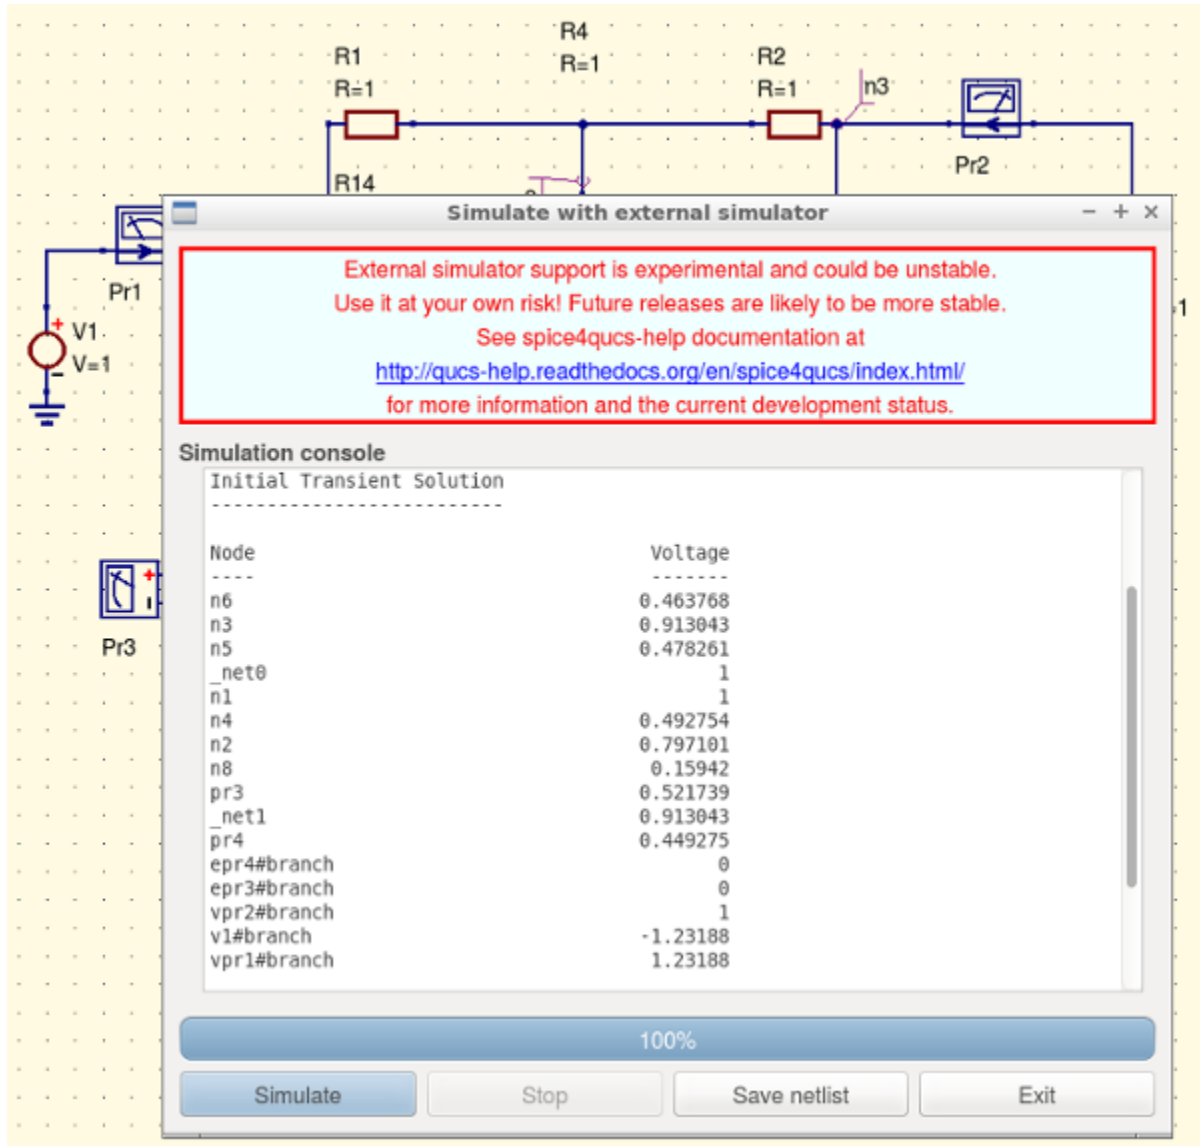 R4
R=1
R1
R=1
R2
R=1
n3
Pr2
R14
Pr1
V1
V=1
Pr3
Simulate with external simulator
External simulator support is experimental and could be unstable.
Use it at your own risk! Future releases are likely to be more stable.
See spice4qucs-help documentation at
http://qucs-help.readthedocs.org/en/spice4qucs/index.html/
for more information and the current development status.
Simulation console
Initial Transient Solution
--------------------------
Node Voltage
---- -------
n6 0.463768
n3 0.913043
n5 0.478261
_net0 1
n1 1
n4 0.492754
n2 0.797101
n8 0.15942
pr3 0.521739
_net1 0.913043
pr4 0.449275
epr4#branch 0
epr3#branch 0
vpr2#branch 1
v1#branch -1.23188
vpr1#branch 1.23188
100%
Simulate
Stop
Save netlist
Exit